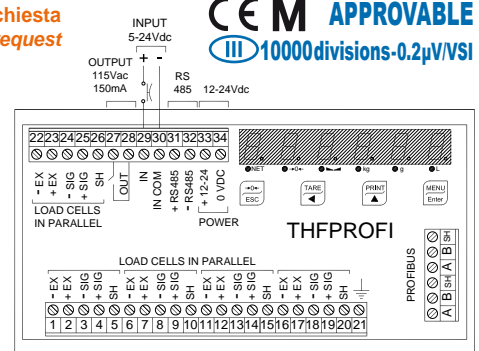 chiesta
request
CE M APPROVABLE
III 10000divisions-0.2µV/VSI
INPUT
5-24Vdc
OUTPUT
115Vac
150mA
+ -
RS
485
12-24Vdc
22 23 24 25 26 27 28 29 30 31 32 33 34
- EX
+ EX
- SIG
+ SIG
SH
OUT
IN
IN COM
+ RS485
- RS485
+ 12-24
0 VDC
LOAD CELLS
IN PARALLEL
POWER
NET →0← kg g L
→0←
ESC
TARE
PRINT
MENU
Enter
THFPROFI
PROFIBUS
SH
B
A
SH
B
A
LOAD CELLS IN PARALLEL
- EX
+ EX
- SIG
+ SIG
SH
- EX
+ EX
- SIG
+ SIG
SH
- EX
+ EX
- SIG
+ SIG
SH
- EX
+ EX
- SIG
+ SIG
SH
1 2 3 4 5 6 7 8 9 10 11 12 13 14 15 16 17 18 19 20 21